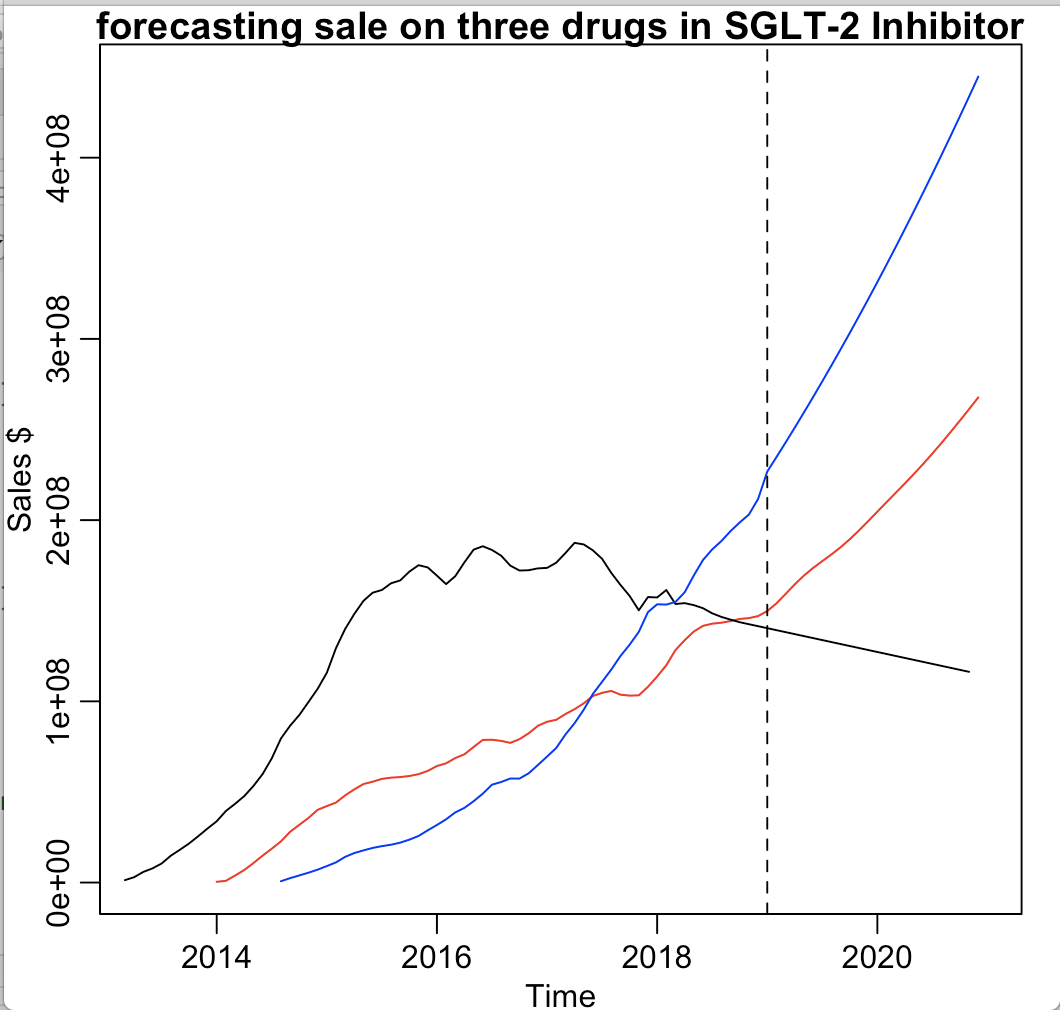 forecasting sale on three drugs in SGLT-2 Inhibitor
4e+08
3e+08
2e+08
1e+08
0e+00
Sales $
2014 2016 2018 2020
Time